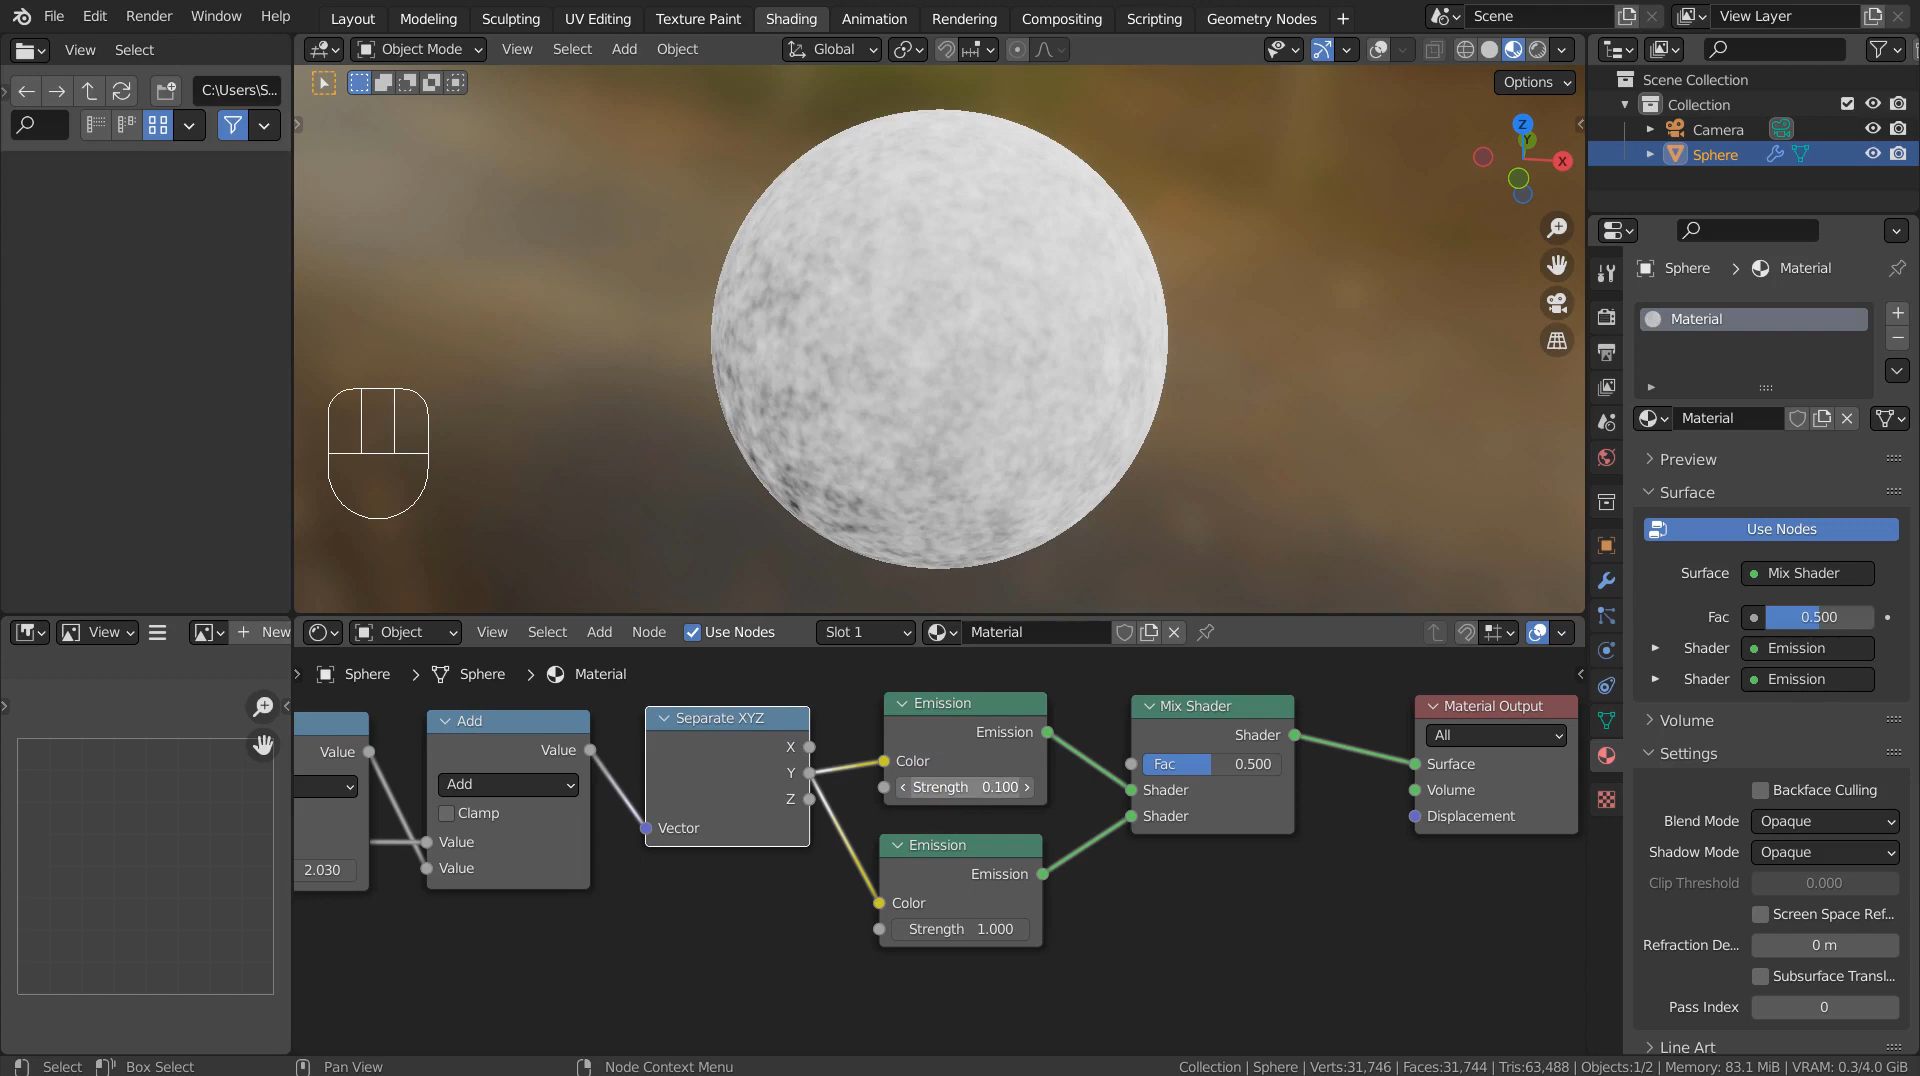 File Edit Render Window Help
Layout Modeling Sculpting UV Editing Texture Paint Shading Animation Rendering Compositing Scripting Geometry Nodes +
Scene
View Layer
View Select
Object Mode View Select Add Object
Global
C:\Users\S...
Options
Z
Y
X
Scene Collection
Collection
Camera
Sphere
Sphere > Material
Material
Material
Preview
Surface
Use Nodes
Surface Mix Shader
Fac 0.500
Shader Emission
Shader Emission
Volume
Settings
Backface Culling
Blend Mode Opaque
Shadow Mode Opaque
Clip Threshold 0.000
Screen Space Ref...
Refraction De... 0 m
Subsurface Transl...
Pass Index 0
Line Art
View
New
Object View Select Add Node Use Nodes Slot 1 Material
Sphere > Sphere > Material
Value
2.030
Add
Value
Add
Clamp
Value
Value
Separate XYZ
X
Y
Z
Vector
Emission
Emission
Color
Strength 0.100
Emission
Emission
Color
Strength 1.000
Mix Shader
Shader
Fac 0.500
Shader
Shader
Material Output
All
Surface
Volume
Displacement
Select Box Select Pan View Node Context Menu
Collection | Sphere | Verts:31,746 | Faces:31,744 | Tris:63,488 | Objects:1/2 | Memory: 83.1 MiB | VRAM: 0.3/4.0 GiB